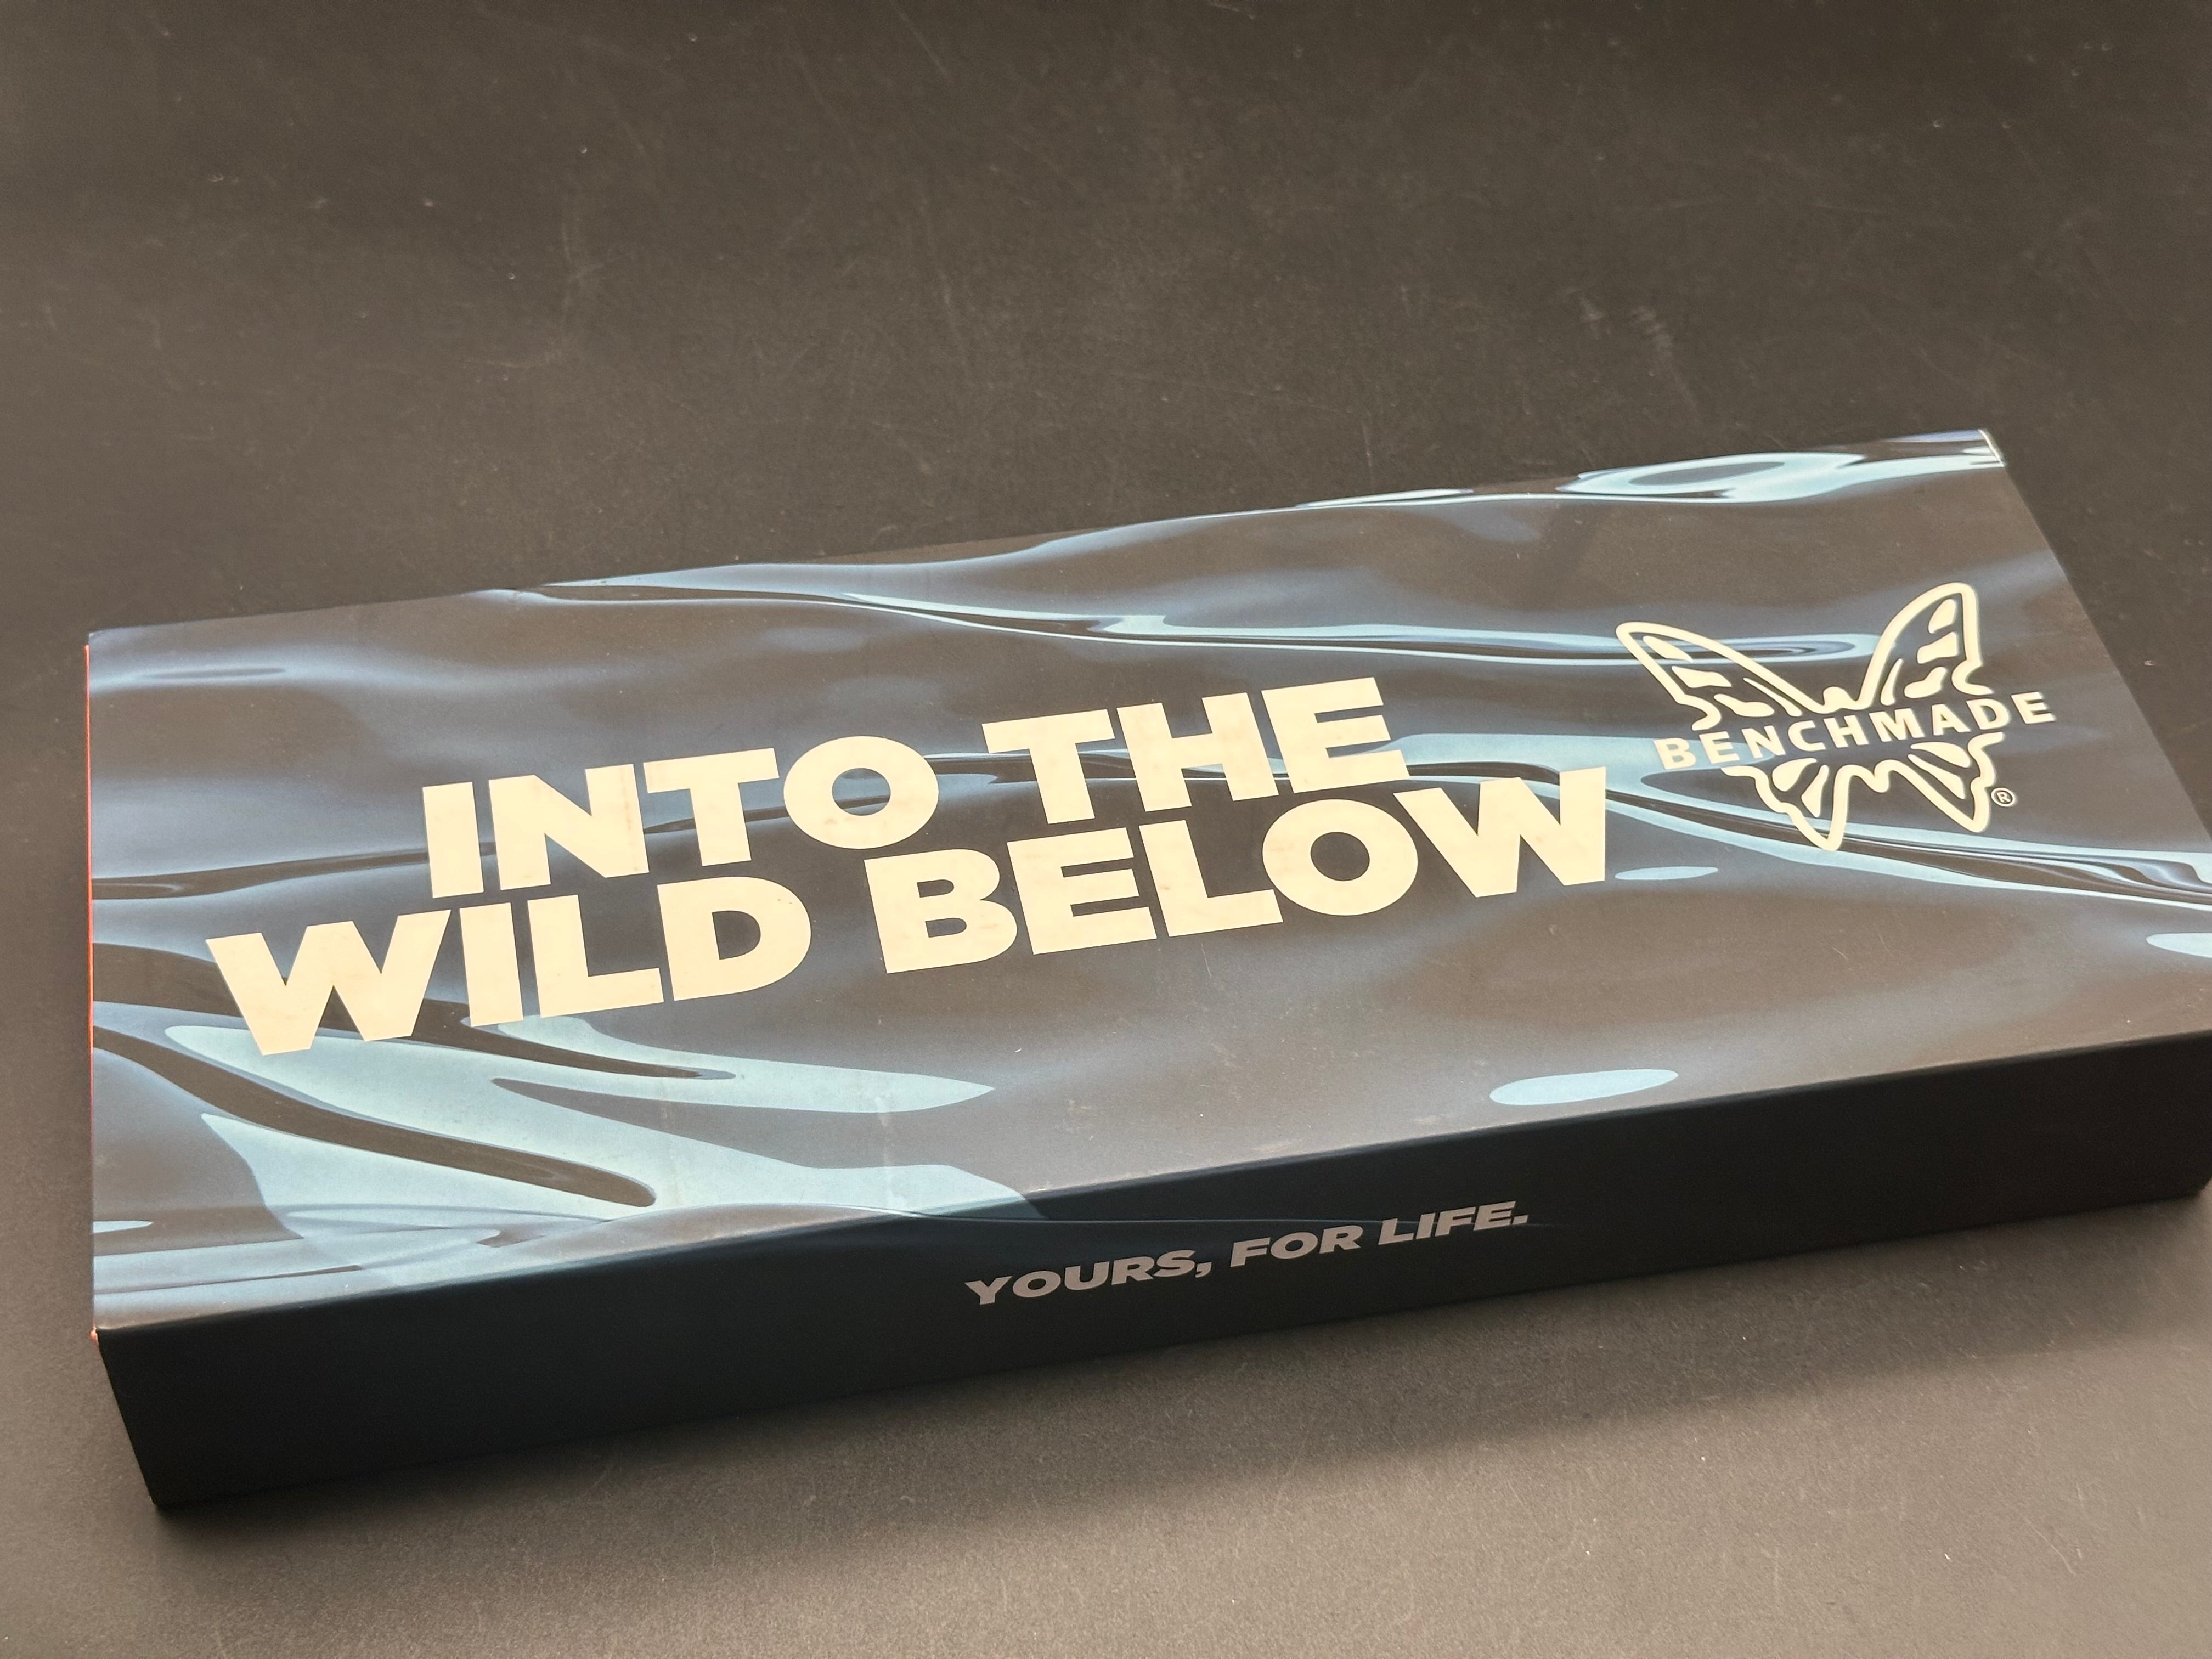 INTO THE
WILD BELOW
BENCHMADE
®
YOURS, FOR LIFE.